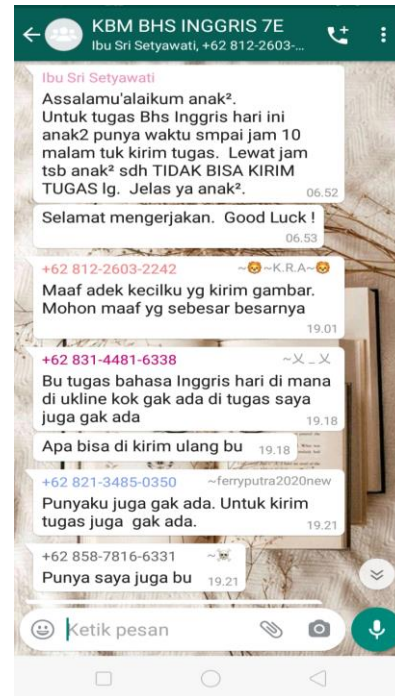 KBM BHS INGGRIS 7E
Ibu Sri Setyawati, +62 812-2603-...
Ibu Sri Setyawati
Assalamu'alaikum anak².
Untuk tugas Bhs Inggris hari ini
anak2 punya waktu smpai jam 10
malam tuk kirim tugas. Lewat jam
tsb anak² sdh TIDAK BISA KIRIM
TUGAS lg. Jelas ya anak².
06.52
Selamat mengerjakan. Good Luck !
06.53
+62 812-2603-2242 ~🦁~K.R.A~🦁
Maaf adek kecilku yg kirim gambar.
Mohon maaf yg sebesar besarnya
19.01
+62 831-4481-6338 ~乂_乂
Bu tugas bahasa Inggris hari di mana
di ukline kok gak ada di tugas saya
juga gak ada
19.18
Apa bisa di kirim ulang bu 19.18
+62 821-3485-0350 ~ferryputra2020new
Punyaku juga gak ada. Untuk kirim
tugas juga gak ada.
19.21
+62 858-7816-6331 ~☠
Punya saya juga bu 19.21
Ketik pesan